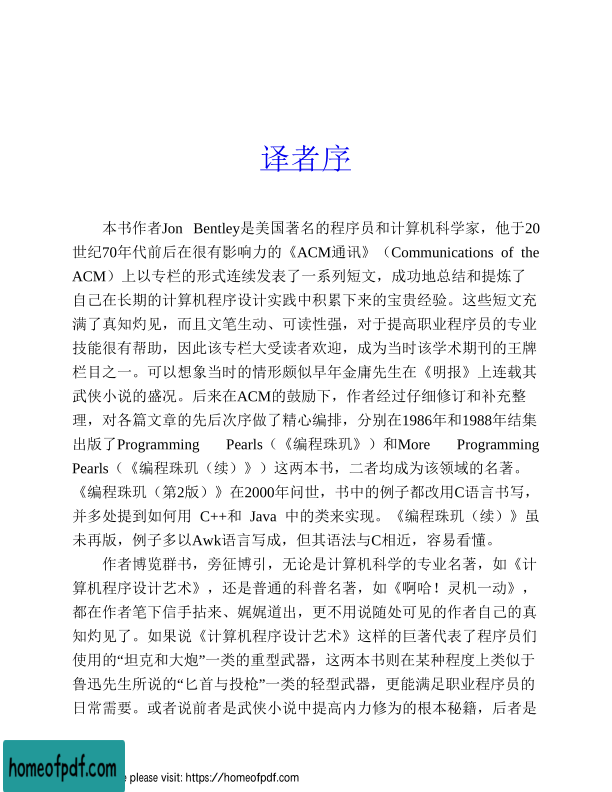 译者序
本书作者Jon Bentley是美国著名的程序员和计算机科学家，他于20
世纪70年代前后在很有影响力的《ACM通讯》（Communications of the
ACM）上以专栏的形式连续发表了一系列短文，成功地总结和提炼了
自己在长期的计算机程序设计实践中积累下来的宝贵经验。这些短文充
满了真知灼见，而且文笔生动、可读性强，对于提高职业程序员的专业
技能很有帮助，因此该专栏大受读者欢迎，成为当时该学术期刊的王牌
栏目之一。可以想象当时的情形颇似早年金庸先生在《明报》上连载其
武侠小说的盛况。后来在ACM的鼓励下，作者经过仔细修订和补充整
理，对各篇文章的先后次序做了精心编排，分别在1986年和1988年结集
出版了Programming Pearls（《编程珠玑》）和More Programming
Pearls（《编程珠玑（续）》）这两本书，二者均成为该领域的名著。
《编程珠玑（第2版）》在2000年问世，书中的例子都改用C语言书写，
并多处提到如何用 C++和 Java 中的类来实现。《编程珠玑（续）》虽
未再版，例子多以Awk语言写成，但其语法与C相近，容易看懂。
作者博览群书，旁征博引，无论是计算机科学的专业名著，如《计
算机程序设计艺术》，还是普通的科普名著，如《啊哈！灵机一动》，
都在作者笔下信手拈来、娓娓道出，更不用说随处可见的作者自己的真
知灼见了。如果说《计算机程序设计艺术》这样的巨著代表了程序员们
使用的“坦克和大炮”一类的重型武器，这两本书则在某种程度上类似于
鲁迅先生所说的“匕首与投枪”一类的轻型武器，更能满足职业程序员的
日常需要。或者说前者是武侠小说中提高内力修为的根本秘籍，后者是
homeofpdf.com
e please visit: https://homeofpdf.com